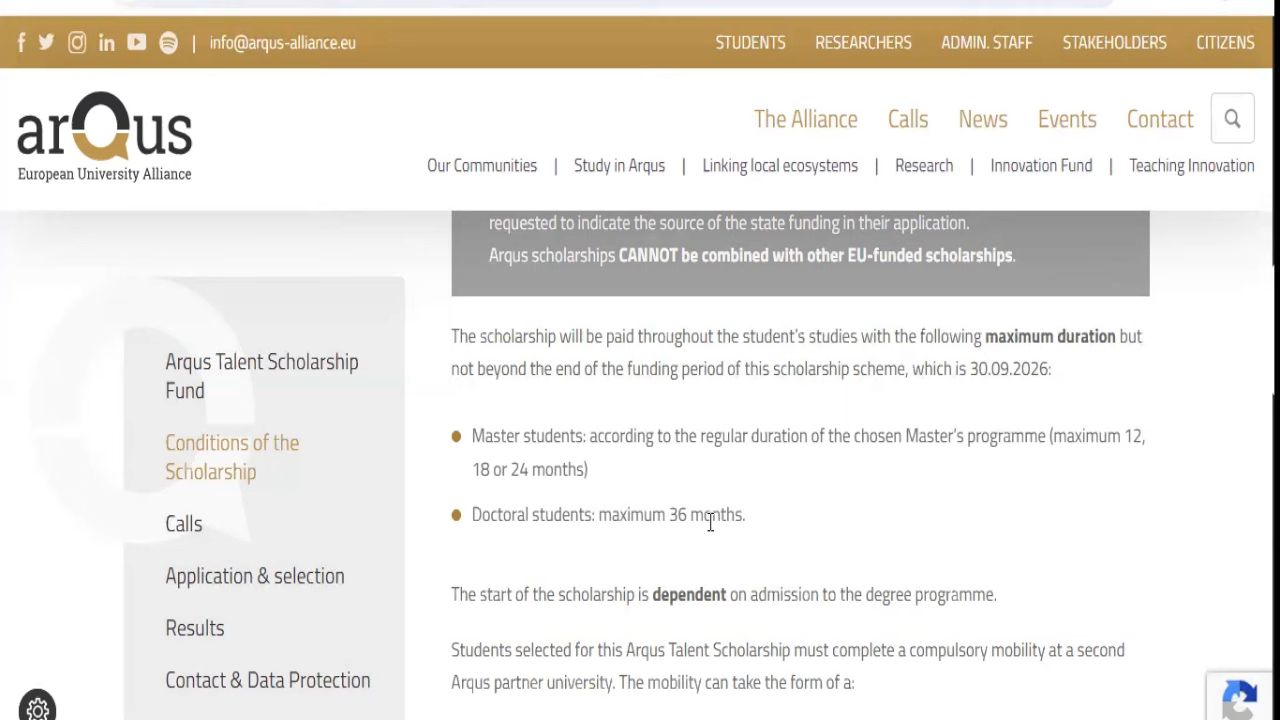 info@arqus-alliance.eu
STUDENTS RESEARCHERS ADMIN. STAFF STAKEHOLDERS CITIZENS
arqus
European University Alliance
The Alliance Calls News Events Contact
Our Communities | Study in Arqus | Linking local ecosystems | Research | Innovation Fund | Teaching Innovation
requested to indicate the source of the state funding in their application.
Arqus scholarships CANNOT be combined with other EU-funded scholarships.
Arqus Talent Scholarship
Fund
Conditions of the
Scholarship
Calls
Application & selection
Results
Contact & Data Protection
The scholarship will be paid throughout the student's studies with the following maximum duration but
not beyond the end of the funding period of this scholarship scheme, which is 30.09.2026:
Master students: according to the regular duration of the chosen Master's programme (maximum 12,
18 or 24 months)
Doctoral students: maximum 36 months.
The start of the scholarship is dependent on admission to the degree programme.
Students selected for this Arqus Talent Scholarship must complete a compulsory mobility at a second
Arqus partner university. The mobility can take the form of a: